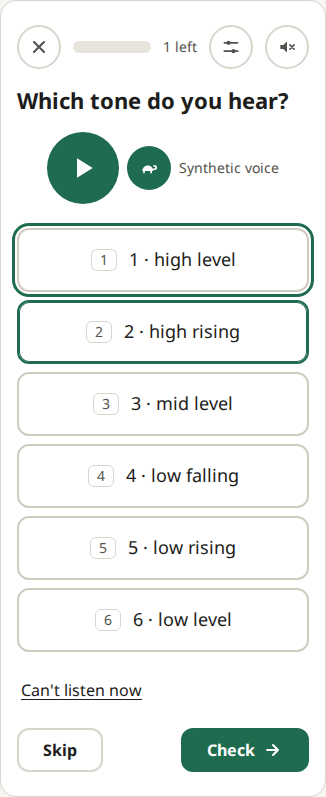 1 left
Which tone do you hear?
Synthetic voice
1 1 · high level
2 2 · high rising
3 3 · mid level
4 4 · low falling
5 5 · low rising
6 6 · low level
Can't listen now
Skip
Check →